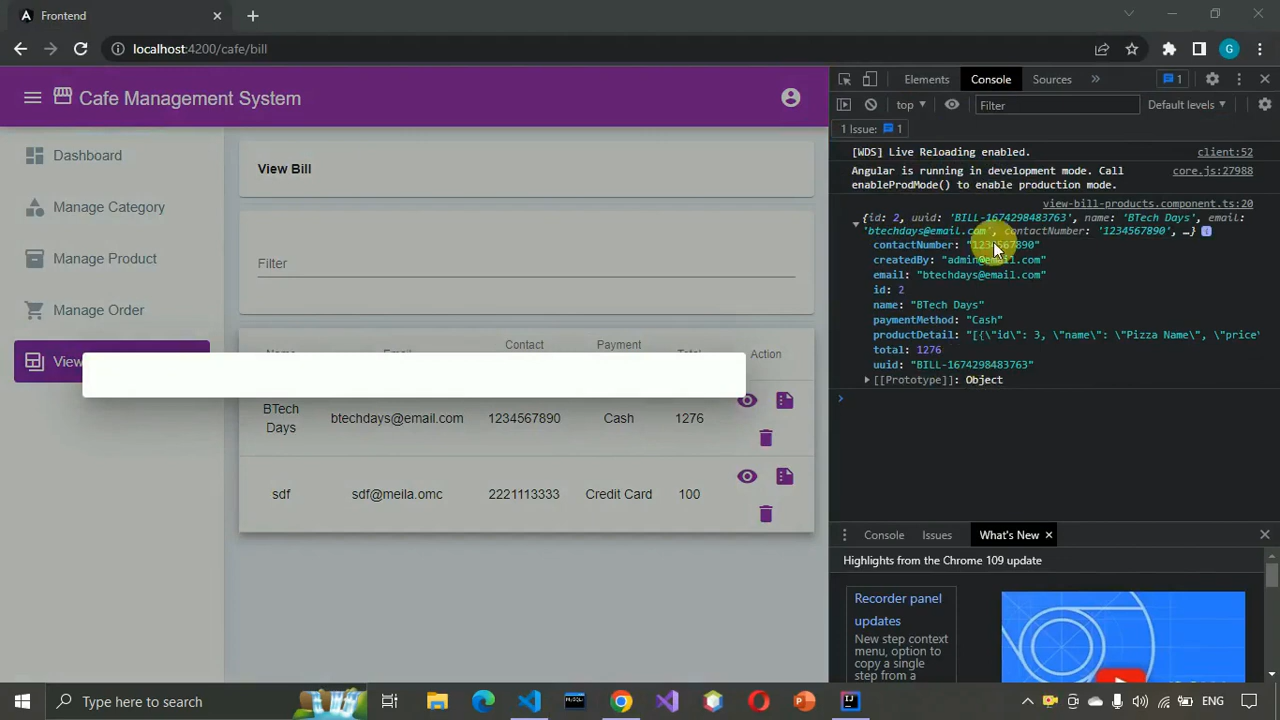 Frontend
localhost:4200/cafe/bill
G
Cafe Management System
Dashboard
Manage Category
Manage Product
Manage Order
View
View Bill
Filter
Email
Contact
Payment
Total
Action
BTech Days
btechdays@email.com
1234567890
Cash
1276
sdf
sdf@meila.omc
2221113333
Credit Card
100
Elements
Console
Sources
»
1
top
Filter
Default levels
1 Issue: 1
[WDS] Live Reloading enabled. client:52
Angular is running in development mode. Call core.js:27988
enableProdMode() to enable production mode.
view-bill-products.component.ts:20
{id: 2, uuid: 'BILL-1674298483763', name: 'BTech Days', email:
'btechdays@email.com', contactNumber: '1234567890', …}
contactNumber: "1234567890"
createdBy: "admin@email.com"
email: "btechdays@email.com"
id: 2
name: "BTech Days"
paymentMethod: "Cash"
productDetail: "[{\"id\": 3, \"name\": \"Pizza Name\", \"price'
total: 1276
uuid: "BILL-1674298483763"
[[Prototype]]: Object
Console
Issues
What's New
Highlights from the Chrome 109 update
Recorder panel
updates
New step context
menu, option to
copy a single
step from a
Type here to search
ENG